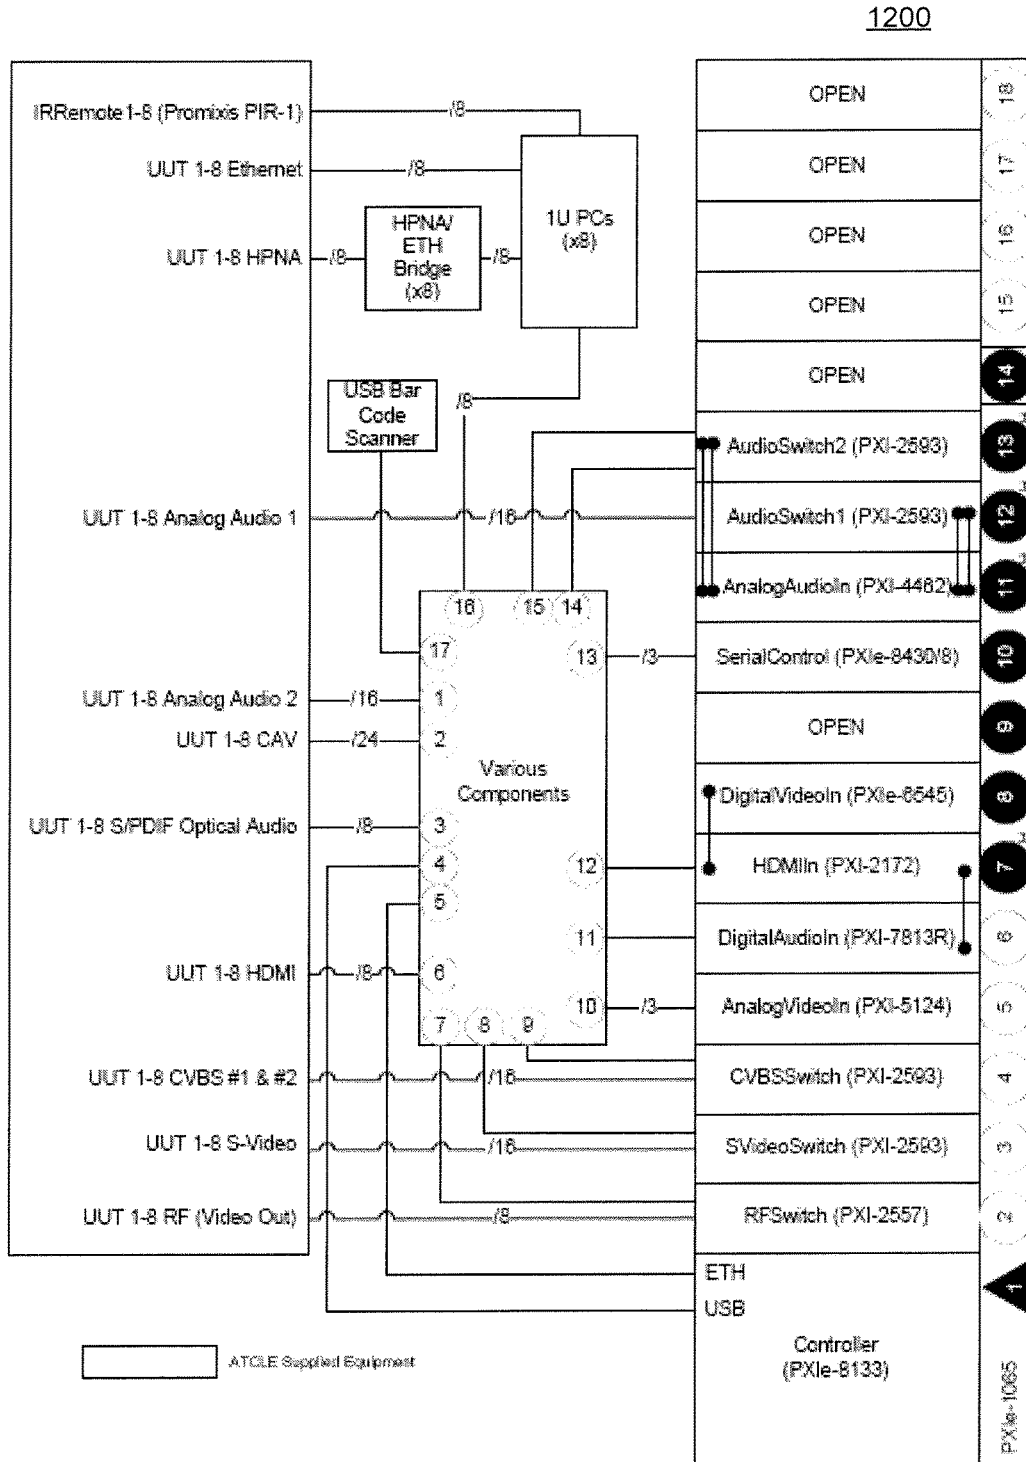 1200
IRRemote1-8 (Promixis PIR-1)
/8
UUT 1-8 Ethernet
/8
UUT 1-8 HPNA
/8
HPNA/
ETH
Bridge
(x8)
/8
1U PCs
(x8)
USB Bar
Code
Scanner
/8
UUT 1-8 Analog Audio 1
/16
16
15
14
17
13
/3
UUT 1-8 Analog Audio 2
/16
1
UUT 1-8 CAV
/24
2
Various
Components
UUT 1-8 S/PDIF Optical Audio
/8
3
4
12
5
11
UUT 1-8 HDMI
/8
6
10
/3
7
8
9
UUT 1-8 CVBS #1 & #2
/16
UUT 1-8 S-Video
/16
UUT 1-8 RF (Video Out)
/8
OPEN
18
OPEN
17
OPEN
16
OPEN
15
OPEN
14
AudioSwitch2 (PXI-2593)
13
AudioSwitch1 (PXI-2593)
12
AnalogAudioIn (PXI-4462)
11
SerialControl (PXIe-8430/8)
10
OPEN
9
DigitalVideoIn (PXIe-6545)
8
HDMIIn (PXI-2172)
7
DigitalAudioIn (PXI-7813R)
6
AnalogVideoIn (PXI-5124)
5
CVBSSwitch (PXI-2593)
4
SVideoSwitch (PXI-2593)
3
RFSwitch (PXI-2557)
2
ETH
USB
1
Controller
(PXIe-8133)
PXIe-1065
ATCLE Supplied Equipment